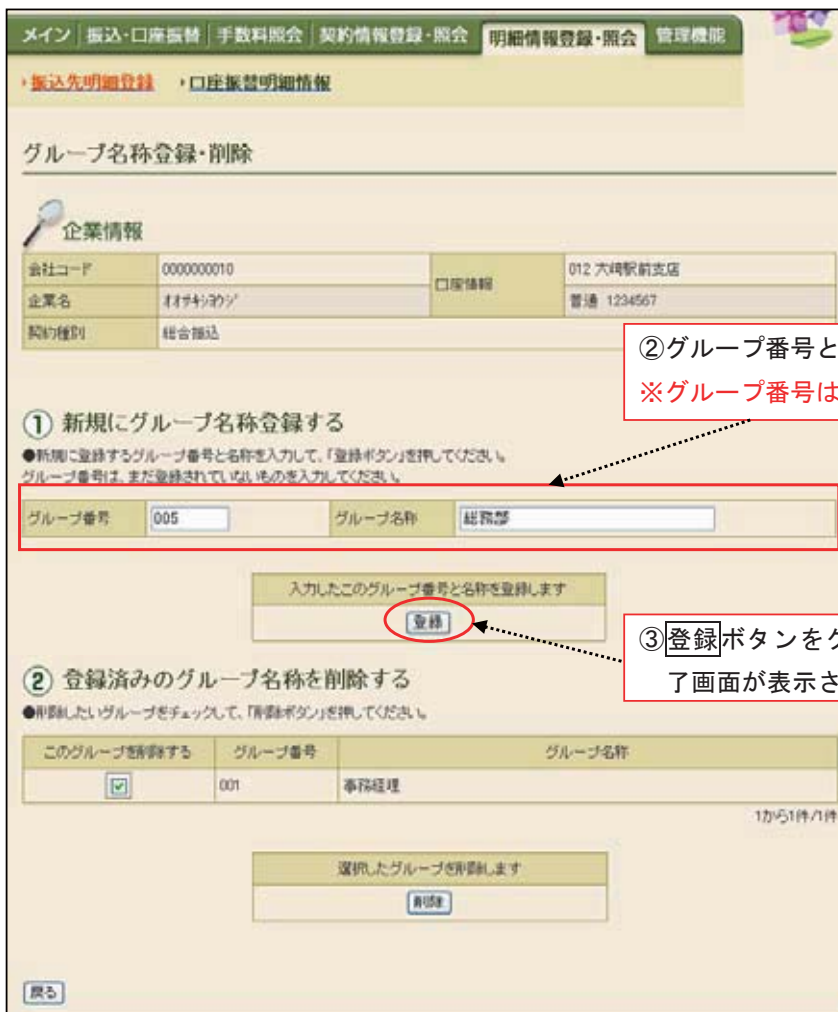 メイン 振込・口座振替 手数料照会 契約情報登録・照会 明細情報登録・照会 管理機能
振込先明細登録 口座振替明細情報
グループ名称登録・削除
企業情報
会社コード 0000000010 口座情報 012 大崎駅前支店
企業名 オオサキシヨウジ 普通 1234567
契約種別 総合振込
②グループ番号と
※グループ番号は
① 新規にグループ名称登録する
●新規に登録するグループ番号と名称を入力して、「登録ボタン」を押してください。
グループ番号は、まだ登録されていないものを入力してください。
グループ番号 005 グループ名称 総務部
入力したこのグループ番号と名称を登録します
登録
③登録ボタンをク
了画面が表示さ
② 登録済みのグループ名称を削除する
●削除したいグループをチェックして、「削除ボタン」を押してください。
このグループを削除する グループ番号 グループ名称
001 事務経理
1から1件/1件
選択したグループを削除します
削除
戻る